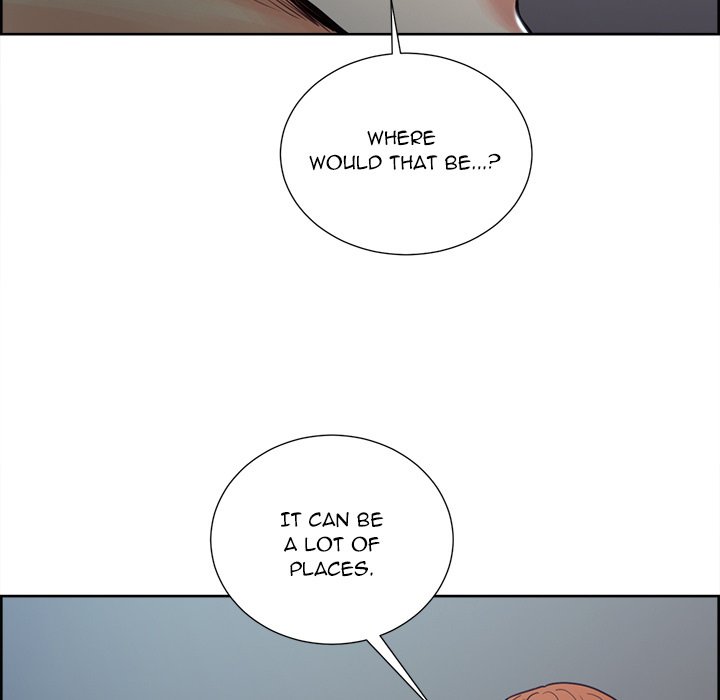 WHERE
WOULD THAT BE...?
IT CAN BE
A LOT OF
PLACES.